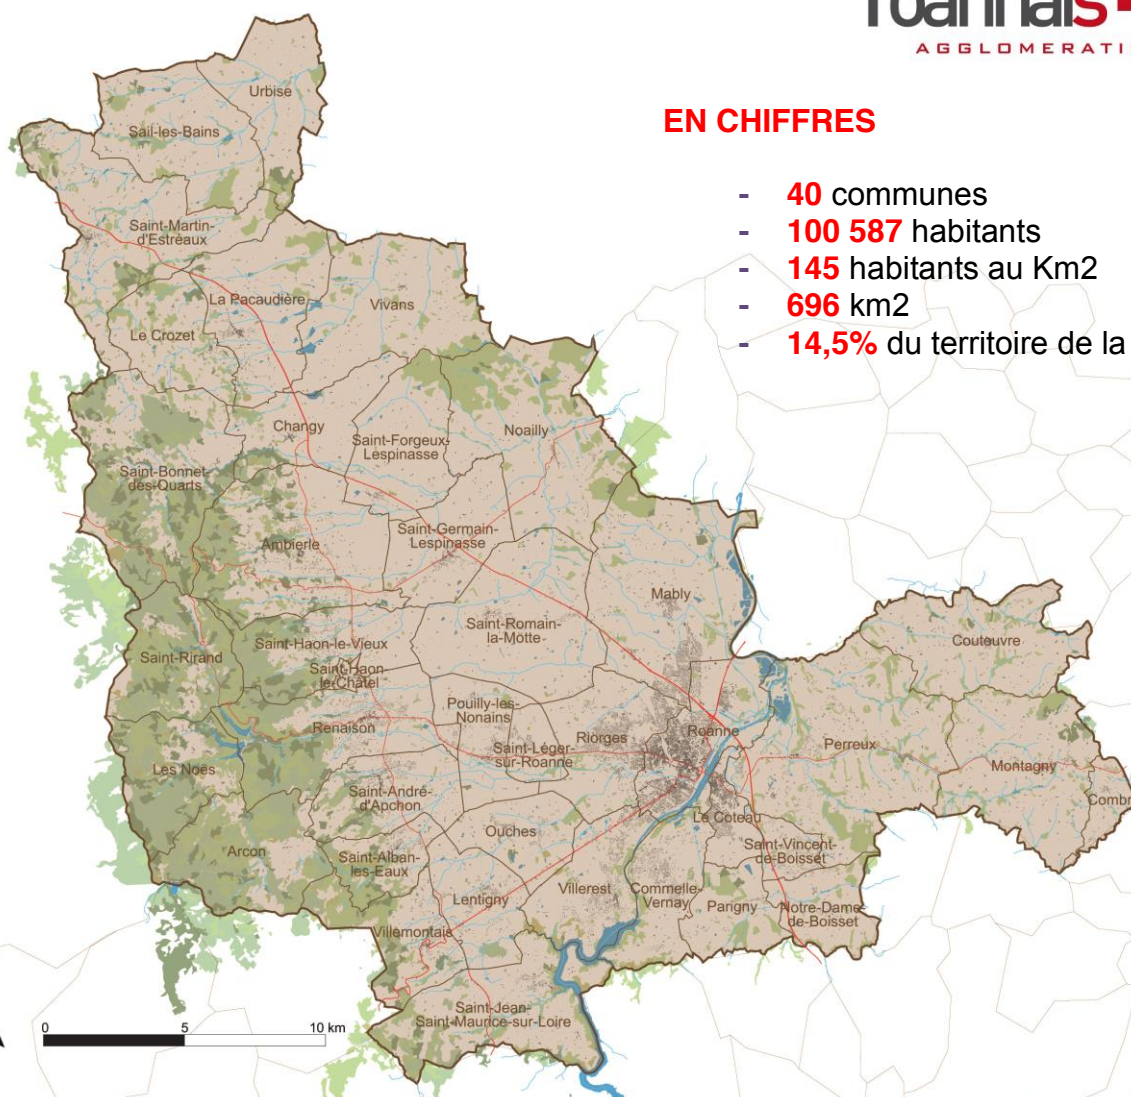 roannais
AGGLOMERATI
EN CHIFFRES
- 40 communes
- 100 587 habitants
- 145 habitants au Km2
- 696 km2
- 14,5% du territoire de la
Urbise
Sail-les-Bains
Saint-Martin-
d'Estréaux
La Pacaudière
Vivans
Le Crozet
Changy
Saint-Forgeux-
Lespinasse
Noailly
Saint-Bonnet-
des-Quarts
Saint-Germain-
Lespinasse
Ambierle
Mably
Saint-Romain-
la-Motte
Coutouvre
Saint-Haon-le-Vieux
Saint-Rirand
Saint-Haon
le-Châtel
Pouilly-les-
Nonains
Renaison
Riorges
Roanne
Saint-Léger-
sur-Roanne
Perreux
Montagny
Les Noës
Saint-André-
d'Apchon
Combr
Le Coteau
Ouches
Saint-Vincent-
de-Boisset
Arcon
Saint-Alban-
les-Eaux
Villerest
Commelle-
Vernay
Lentigny
Parigny
Notre-Dame-
de-Boisset
Villemontais
Saint-Jean-
Saint-Maurice-sur-Loire
0 5 10 km